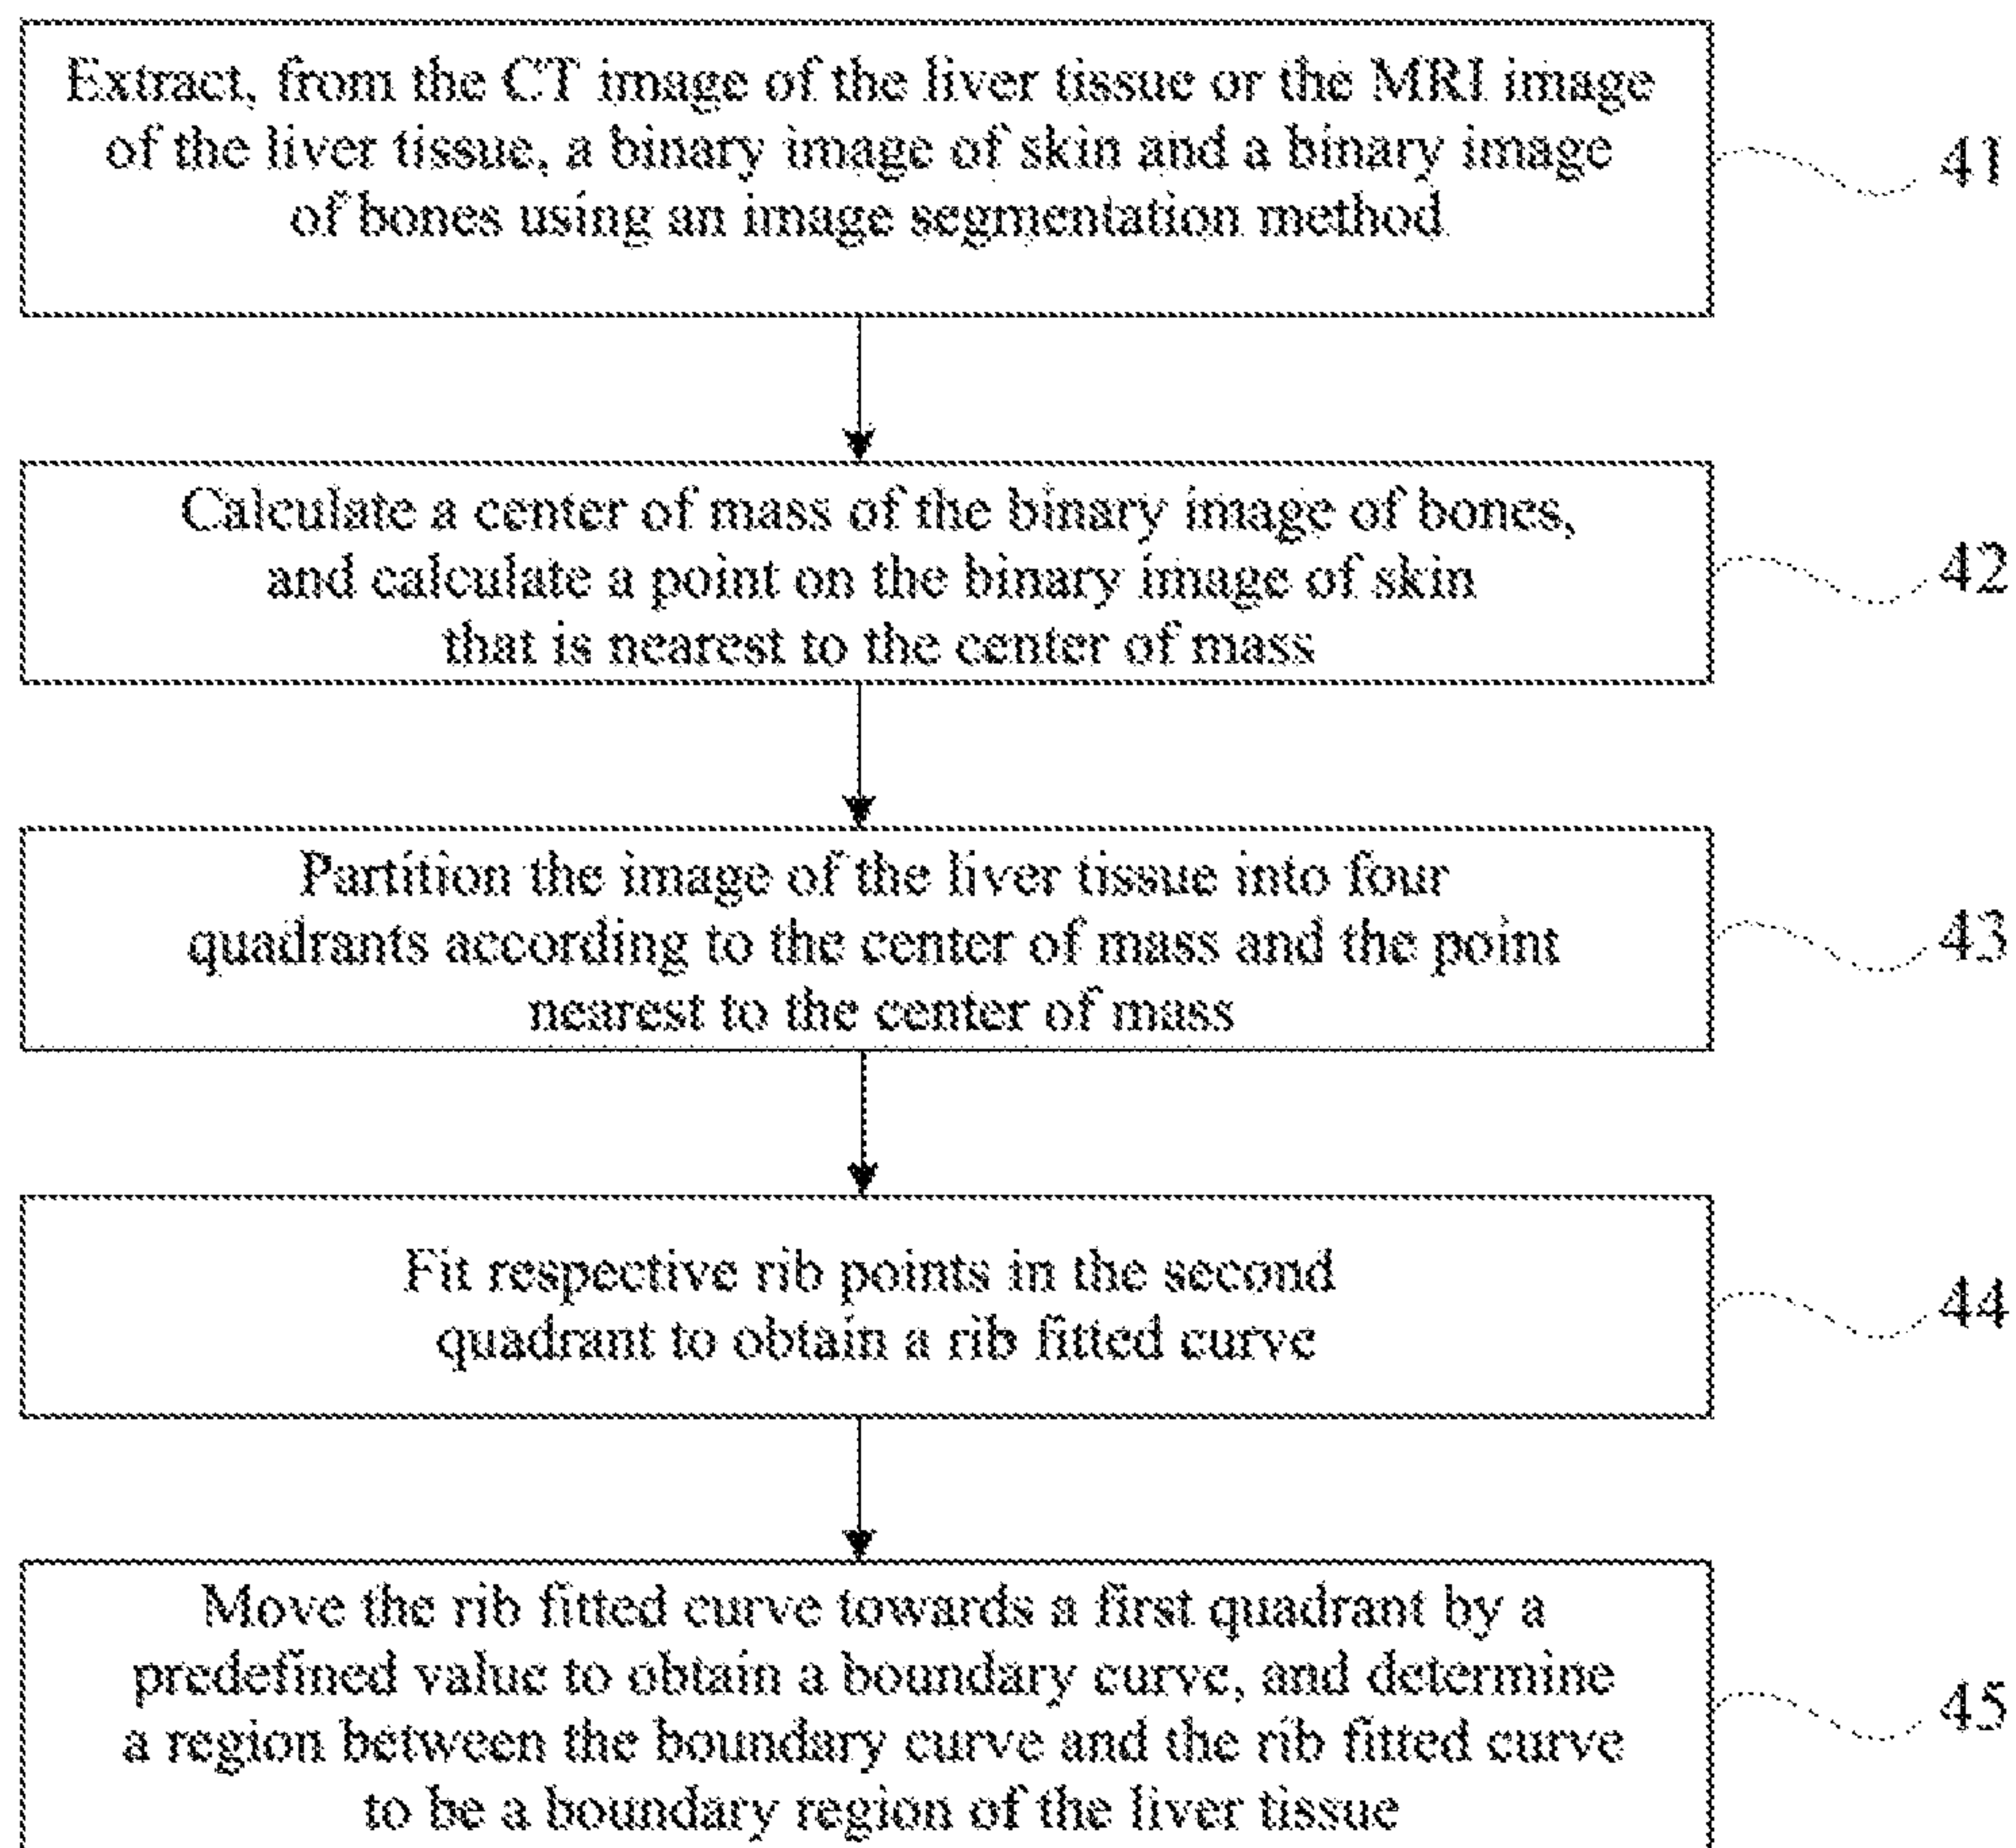 Extract, from the CT image of the liver tissue or the MRI image
of the liver tissue, a binary image of skin and a binary image
of bones using an image segmentation method
41
Calculate a center of mass of the binary image of bones,
and calculate a point on the binary image of skin
that is nearest to the center of mass
42
Partition the image of the liver tissue into four
quadrants according to the center of mass and the point
nearest to the center of mass
43
Fit respective rib points in the second
quadrant to obtain a rib fitted curve
44
Move the rib fitted curve towards a first quadrant by a
predefined value to obtain a boundary curve, and determine
a region between the boundary curve and the rib fitted curve
to be a boundary region of the liver tissue
45